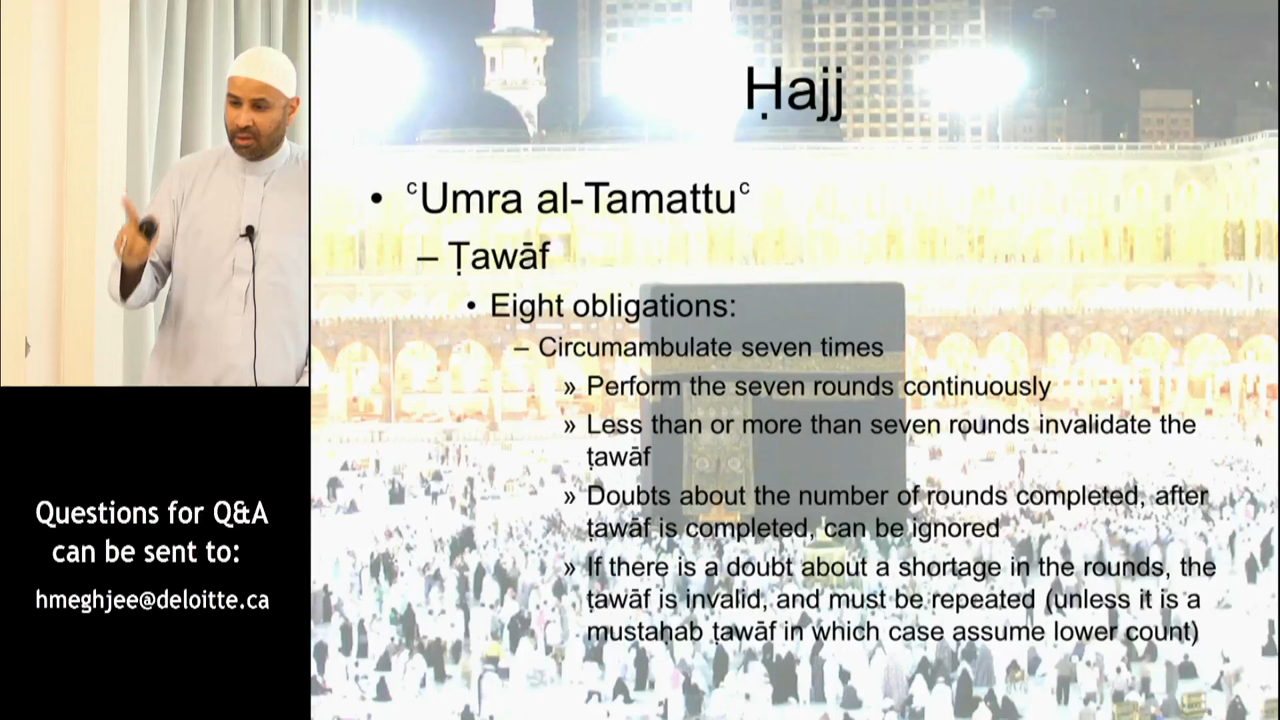 Ḥajj
• ᶜUmra al-Tamattuᶜ
– Ṭawāf
• Eight obligations:
– Circumambulate seven times
» Perform the seven rounds continuously
» Less than or more than seven rounds invalidate the
ṭawāf
» Doubts about the number of rounds completed, after
ṭawāf is completed, can be ignored
» If there is a doubt about a shortage in the rounds, the
ṭawāf is invalid, and must be repeated (unless it is a
mustaḥab ṭawāf in which case assume lower count)
Questions for Q&A
can be sent to:
hmeghjee@deloitte.ca